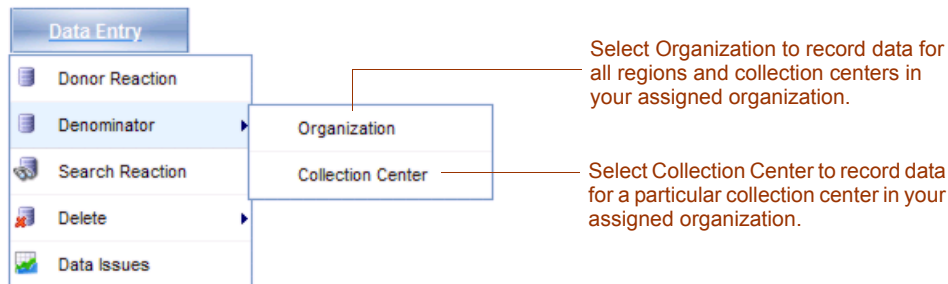 Data Entry
Donor Reaction
Denominator
Search Reaction
Delete
Data Issues
Organization
Collection Center
Select Organization to record data for
all regions and collection centers in
your assigned organization.
Select Collection Center to record data
for a particular collection center in your
assigned organization.